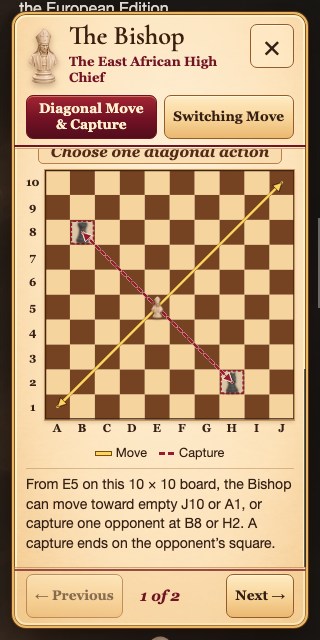 the European Edition
The Bishop
The East African High
Chief
×
Diagonal Move
& Capture
Switching Move
Choose one diagonal action
10
9
8
7
6
5
4
3
2
1
A B C D E F G H I J
Move Capture
From E5 on this 10 × 10 board, the Bishop
can move toward empty J10 or A1, or
capture one opponent at B8 or H2. A
capture ends on the opponent's square.
← Previous 1 of 2 Next →